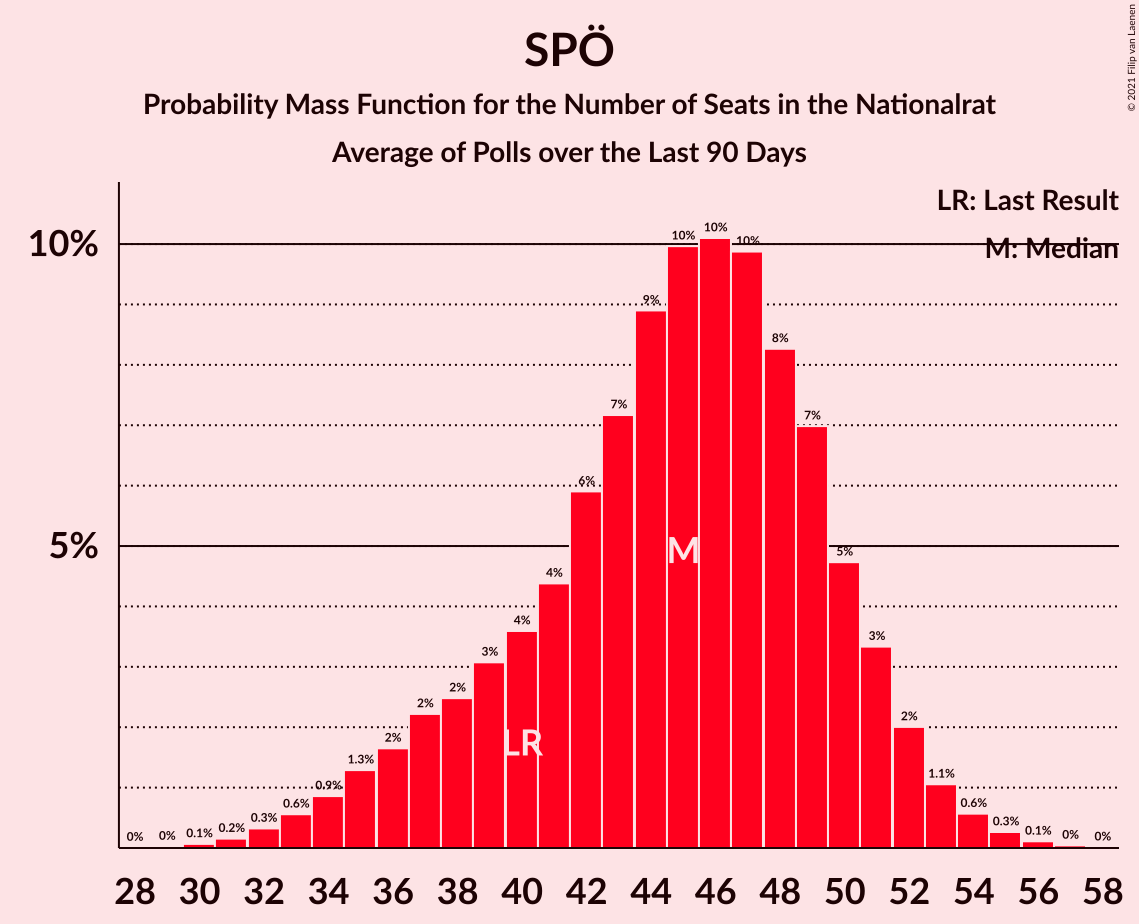 © 2021 Filip van Laenen
SPÖ
Probability Mass Function for the Number of Seats in the Nationalrat
Average of Polls over the Last 90 Days
LR: Last Result
M: Median
10%
5%
0% 0% 0.1% 0.2% 0.3% 0.6% 0.9% 1.3% 2% 2% 2% 3% 4% 4% 6% 7% 9% 10% 10% 10% 8% 7% 5% 3% 2% 1.1% 0.6% 0.3% 0.1% 0% 0%
M
LR
28 30 32 34 36 38 40 42 44 46 48 50 52 54 56 58